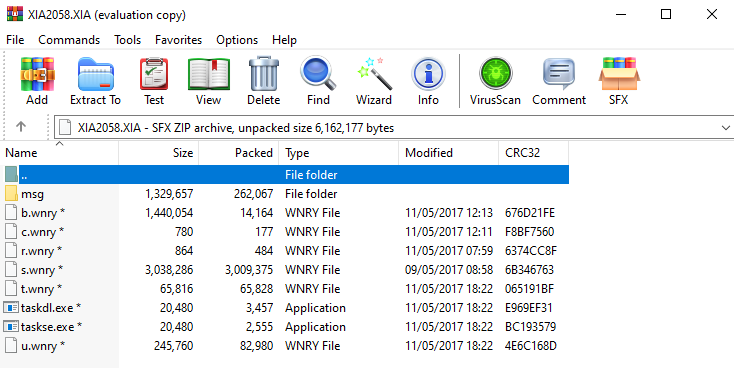 XIA2058.XIA (evaluation copy)
File Commands Tools Favorites Options Help
Add Extract To Test View Delete Find Wizard Info VirusScan Comment SFX
XIA2058.XIA - SFX ZIP archive, unpacked size 6,162,177 bytes
Name Size Packed Type Modified CRC32
.. File folder
msg 1,329,657 262,067 File folder
b.wnry * 1,440,054 14,164 WNRY File 11/05/2017 12:13 676D21FE
c.wnry * 780 177 WNRY File 11/05/2017 12:11 F8BF7560
r.wnry * 864 484 WNRY File 11/05/2017 07:59 6374CC8F
s.wnry * 3,038,286 3,009,375 WNRY File 09/05/2017 08:58 6B346763
t.wnry * 65,816 65,828 WNRY File 11/05/2017 18:22 065191BF
taskdl.exe * 20,480 3,457 Application 11/05/2017 18:22 E969EF31
taskse.exe * 20,480 2,555 Application 11/05/2017 18:22 BC193579
u.wnry * 245,760 82,980 WNRY File 11/05/2017 18:22 4E6C168D